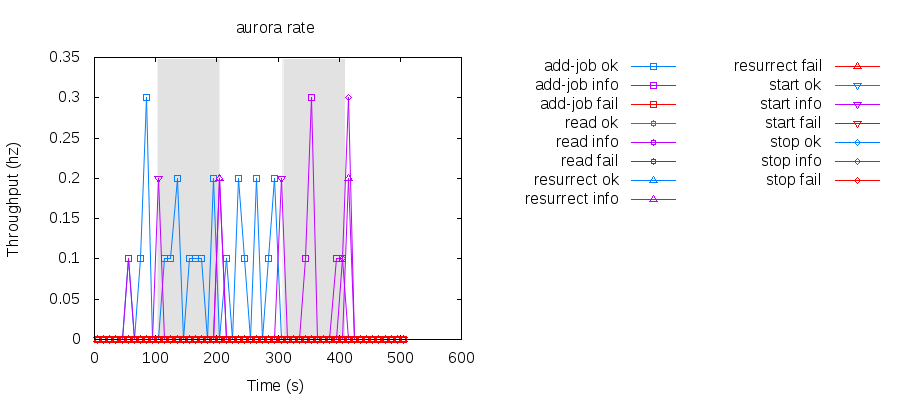 aurora rate
0.35
0.3
0.25
0.2
0.15
0.1
0.05
0
Throughput (hz)
0 100 200 300 400 500 600
Time (s)
add-job ok
add-job info
add-job fail
read ok
read info
read fail
resurrect ok
resurrect info
resurrect fail
start ok
start info
start fail
stop ok
stop info
stop fail